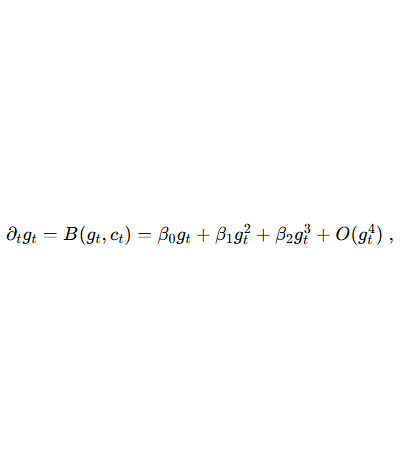 ∂ₜgₜ = B(gₜ, cₜ) = β₀gₜ + β₁gₜ² + β₂gₜ³ + O(gₜ⁴) ,